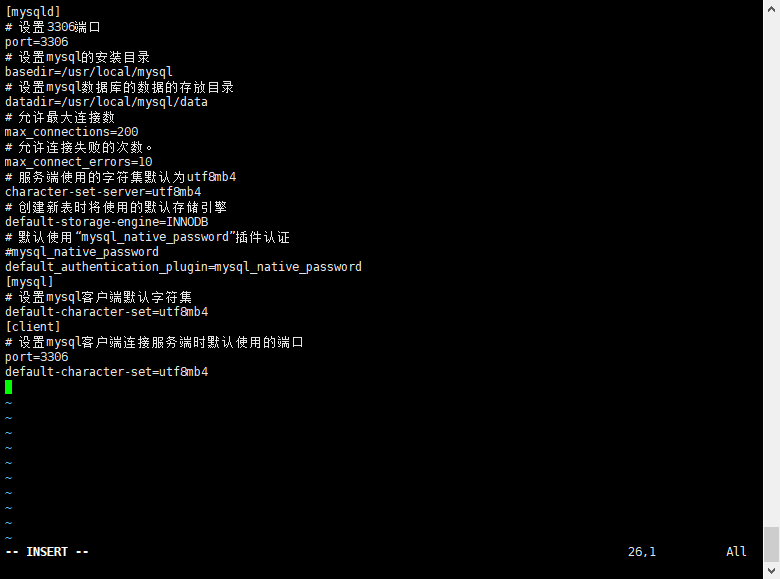 [mysqld]
# 设置3306端口
port=3306
# 设置mysql的安装目录
basedir=/usr/local/mysql
# 设置mysql数据库的数据的存放目录
datadir=/usr/local/mysql/data
# 允许最大连接数
max_connections=200
# 允许连接失败的次数。
max_connect_errors=10
# 服务端使用的字符集默认为utf8mb4
character-set-server=utf8mb4
# 创建新表时将使用的默认存储引擎
default-storage-engine=INNODB
# 默认使用“mysql_native_password”插件认证
#mysql_native_password
default_authentication_plugin=mysql_native_password
[mysql]
# 设置mysql客户端默认字符集
default-character-set=utf8mb4
[client]
# 设置mysql客户端连接服务端时默认使用的端口
port=3306
default-character-set=utf8mb4
~
~
~
~
~
~
~
~
~
~
-- INSERT -- 26,1 All